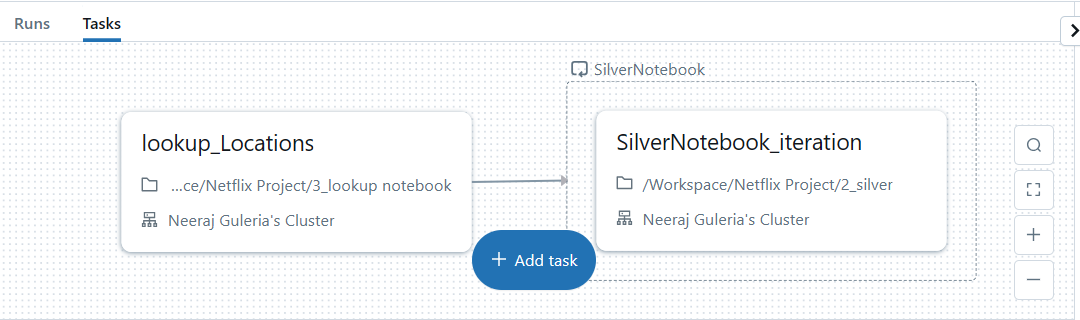 Runs
Tasks
SilverNotebook
lookup_Locations
...ce/Netflix Project/3_lookup notebook
Neeraj Guleria's Cluster
SilverNotebook_iteration
/Workspace/Netflix Project/2_silver
Neeraj Guleria's Cluster
Add task